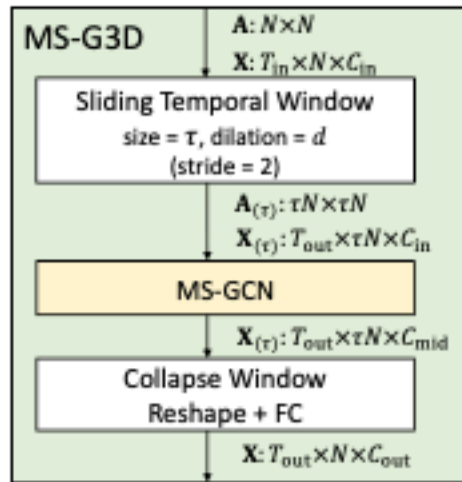 MS-G3D
A: N×N
X: T_in×N×C_in
Sliding Temporal Window
size = τ, dilation = d
(stride = 2)
A_(τ): τN×τN
X_(τ): T_out×τN×C_in
MS-GCN
X_(τ): T_out×τN×C_mid
Collapse Window
Reshape + FC
X: T_out×N×C_out